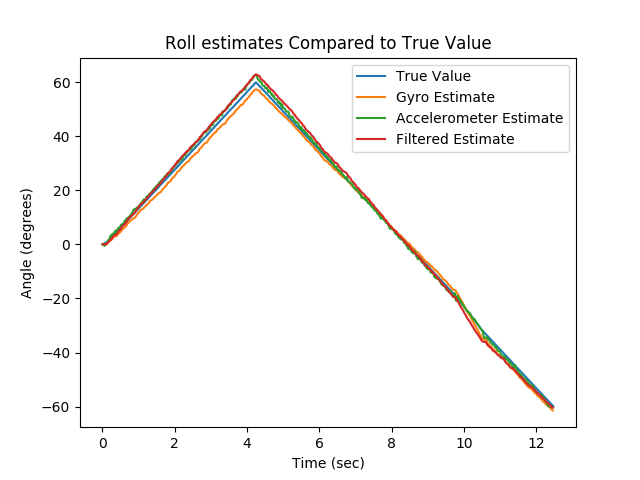 Roll estimates Compared to True Value
True Value
Gyro Estimate
Accelerometer Estimate
Filtered Estimate
Angle (degrees)
60
40
20
0
−20
−40
−60
0 2 4 6 8 10 12
Time (sec)